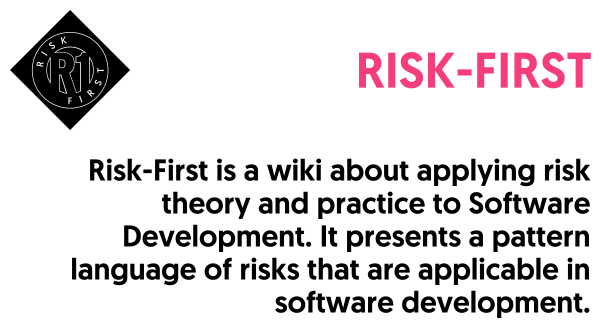 RISK
R1
FIRST
RISK-FIRST
Risk-First is a wiki about applying risk
theory and practice to Software
Development. It presents a pattern
language of risks that are applicable in
software development.